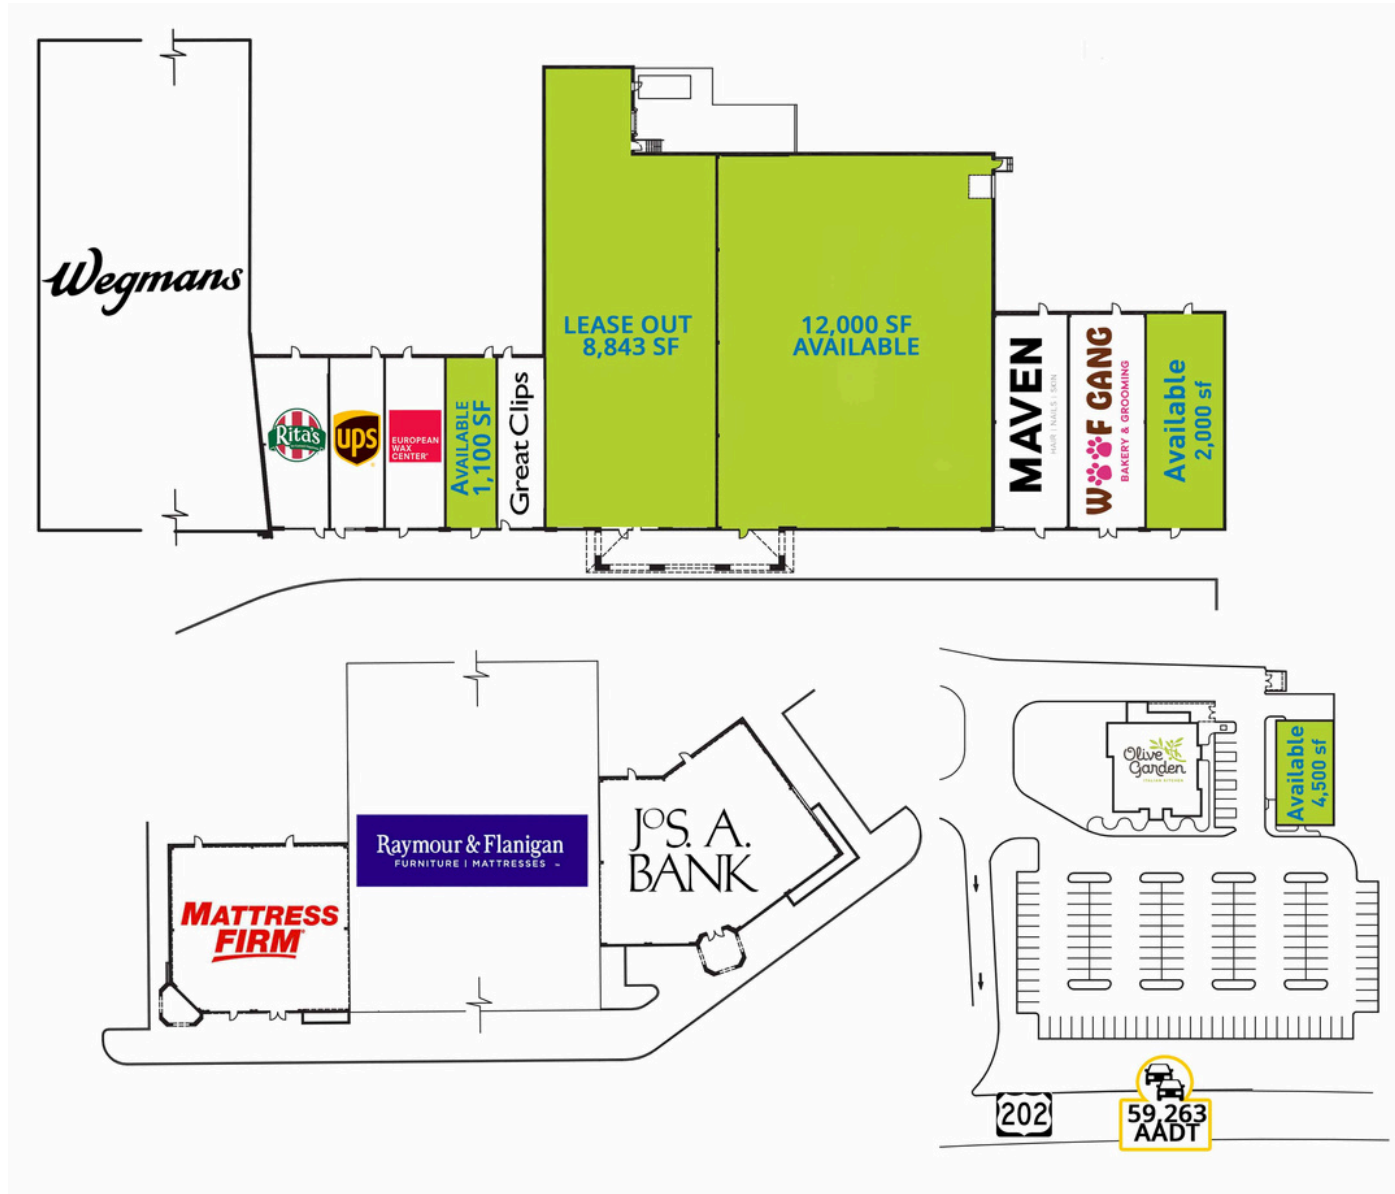 Wegmans
Rita's
ups
EUROPEAN
WAX
CENTER
AVAILABLE
1,100 SF
Great Clips
LEASE OUT
8,843 SF
12,000 SF
AVAILABLE
MAVEN
HAIR | NAILS | SKIN
WOOF GANG
BAKERY & GROOMING
Available
2,000 sf
Raymour & Flanigan
FURNITURE | MATTRESSES
MATTRESS
FIRM
JOS. A.
BANK
Olive
Garden
ITALIAN KITCHEN
Available
4,500 sf
202
59,263
AADT